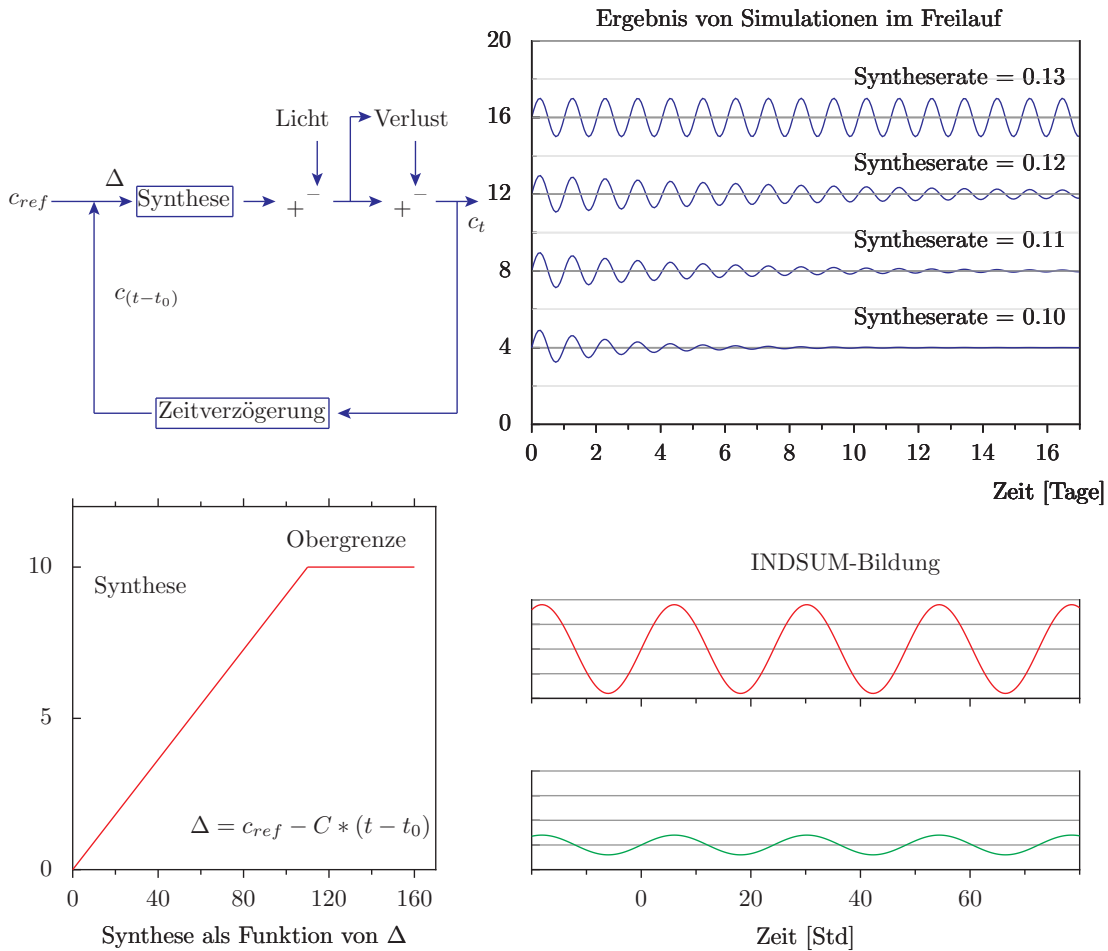 Licht
Verlust
c_ref
Δ
Synthese
+
−
+
−
c_t
c_(t−t_0)
Zeitverzögerung
Ergebnis von Simulationen im Freilauf
20
16
12
8
4
0
Syntheserate = 0.13
Syntheserate = 0.12
Syntheserate = 0.11
Syntheserate = 0.10
0 2 4 6 8 10 12 14 16
Zeit [Tage]
Obergrenze
Synthese
10
5
0
Δ = c_ref − C ∗ (t − t_0)
0 40 80 120 160
Synthese als Funktion von Δ
INDSUM-Bildung
0 20 40 60 80
Zeit [Std]